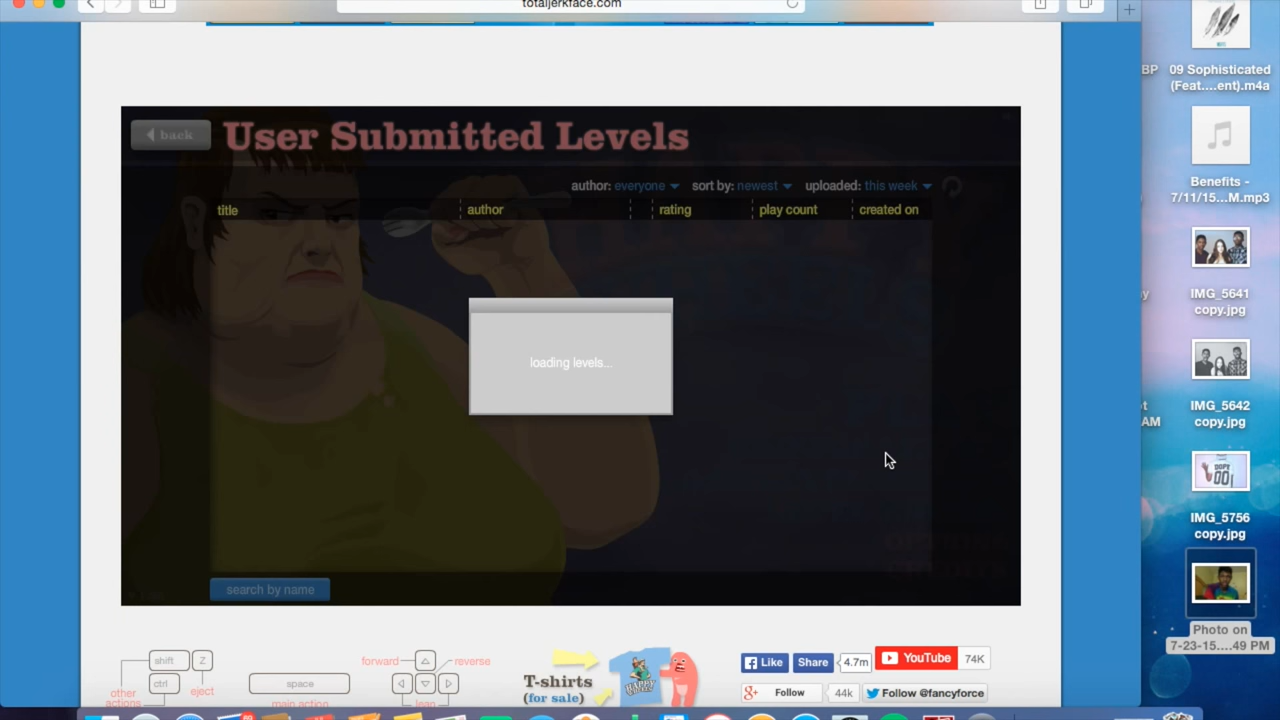 totaljerkface.com
back
User Submitted Levels
author: everyone sort by: newest uploaded: this week
title author rating play count created on
loading levels...
search by name
shift Z
ctrl
other
actions
eject
space
main action
forward
reverse
lean
T-shirts
(for sale)
Like Share 4.7m YouTube 74K
Follow 44k Follow @fancyforce
BP
09 Sophisticated
(Feat....ent).m4a
Benefits -
7/11/15...M.mp3
IMG_5641
copy.jpg
IMG_5642
copy.jpg
AM
IMG_5756
copy.jpg
Photo on
7-23-15....49 PM